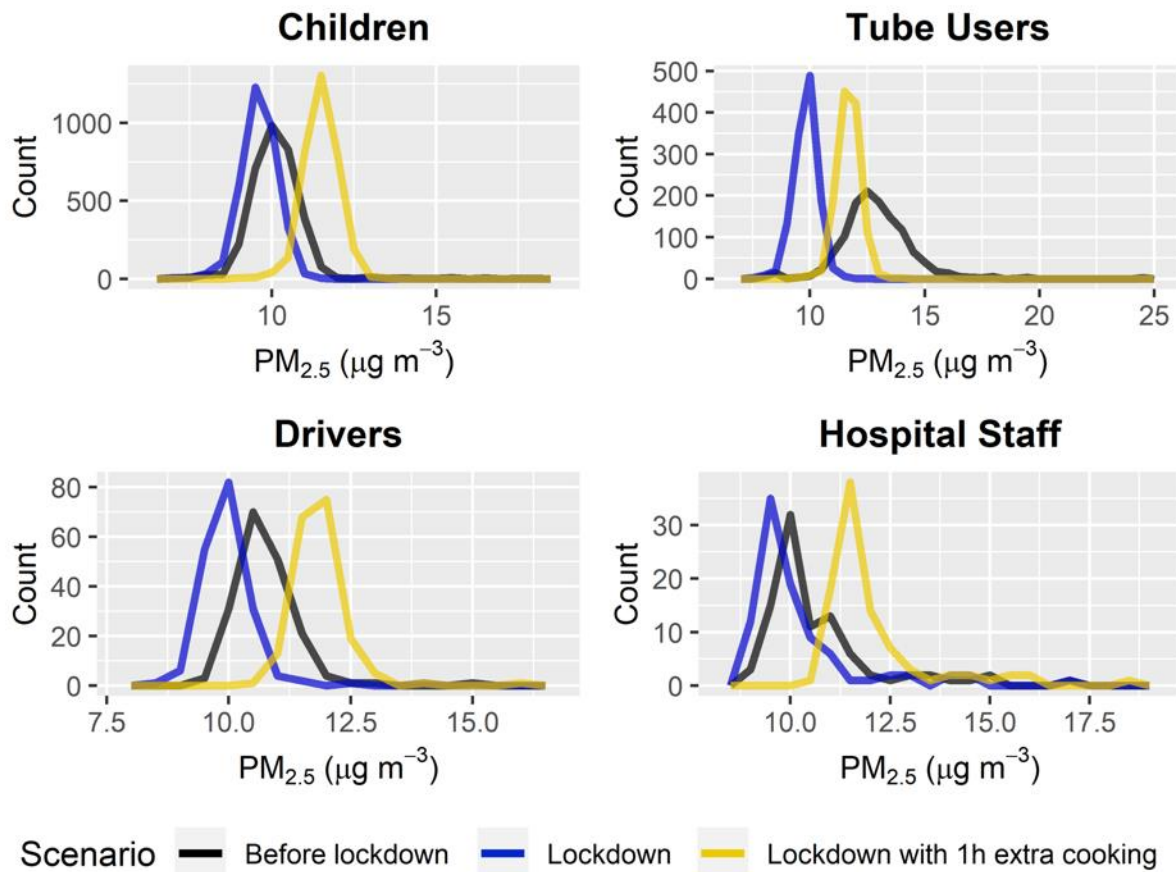 Children
Tube Users
Count
1000
500
0
10
15
PM2.5 (μg m−3)
Count
500
400
300
200
100
0
10
15
20
25
PM2.5 (μg m−3)
Drivers
Hospital Staff
Count
80
60
40
20
0
7.5
10.0
12.5
15.0
PM2.5 (μg m−3)
Count
30
20
10
0
10.0
12.5
15.0
17.5
PM2.5 (μg m−3)
Scenario Before lockdown Lockdown Lockdown with 1h extra cooking